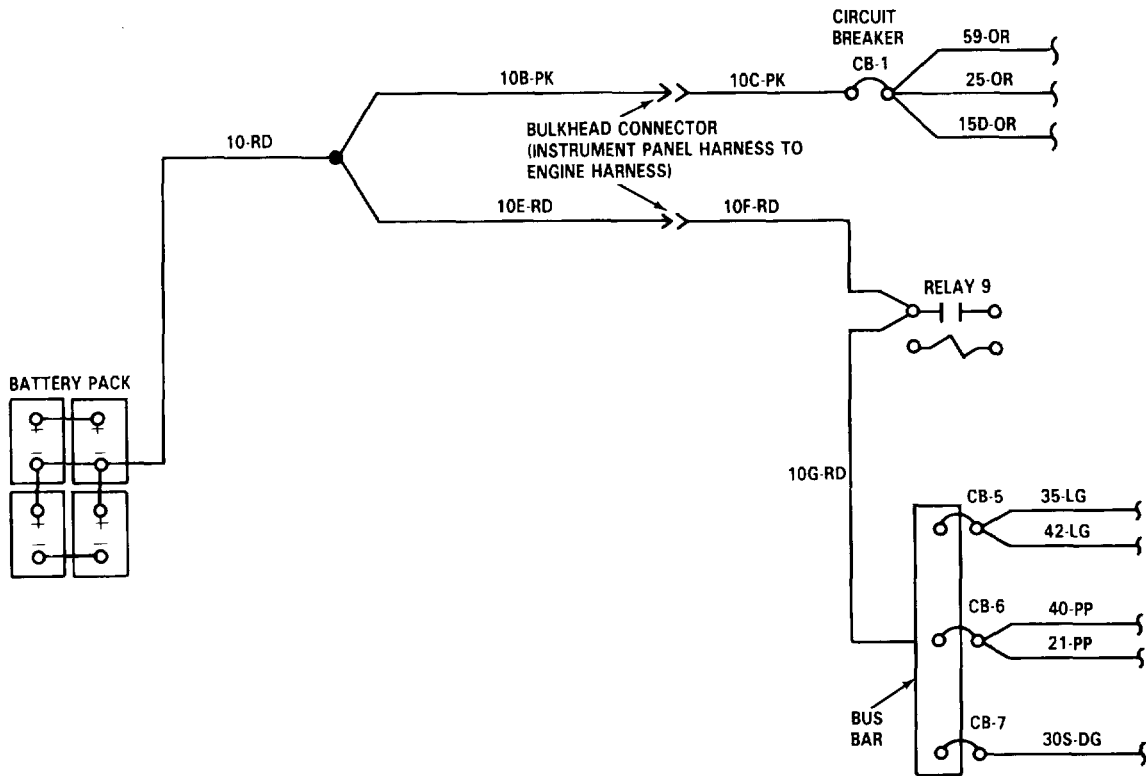 CIRCUIT
BREAKER
CB-1
59-OR
25-OR
15D-OR
10B-PK
10C-PK
BULKHEAD CONNECTOR
(INSTRUMENT PANEL HARNESS TO
ENGINE HARNESS)
10-RD
10E-RD
10F-RD
RELAY 9
BATTERY PACK
+ +
– –
+ +
– –
10G-RD
CB-5
35-LG
42-LG
CB-6
40-PP
21-PP
BUS
BAR
CB-7
30S-DG